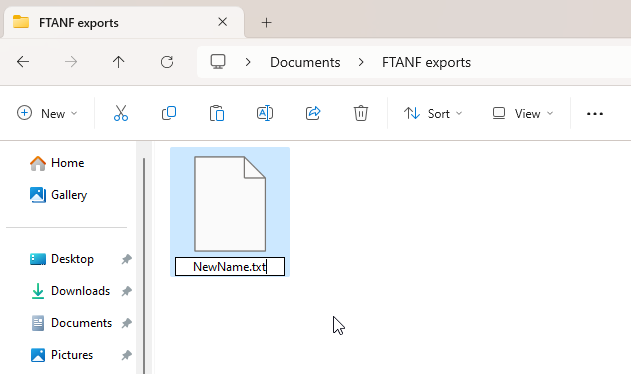 FTANF exports
Documents
FTANF exports
New
Sort
View
Home
Gallery
Desktop
Downloads
Documents
Pictures
NewName.txt